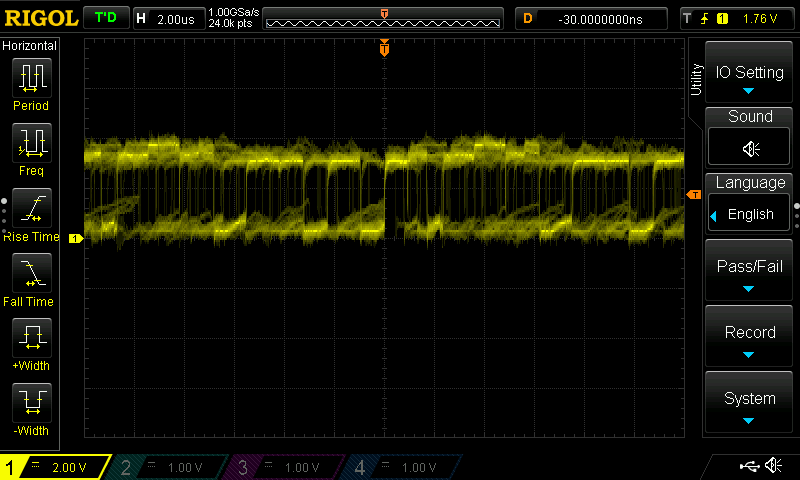 RIGOL T'D H 2.00us 1.00GSa/s 24.0k pts T D -30.0000000ns T 1 1.76 V
Horizontal
Period
Freq
Rise Time
Fall Time
+Width
-Width
T
T
1
Utility
IO Setting
Sound
Language
English
Pass/Fail
Record
System
1 2.00 V 2 1.00 V 3 1.00 V 4 1.00 V